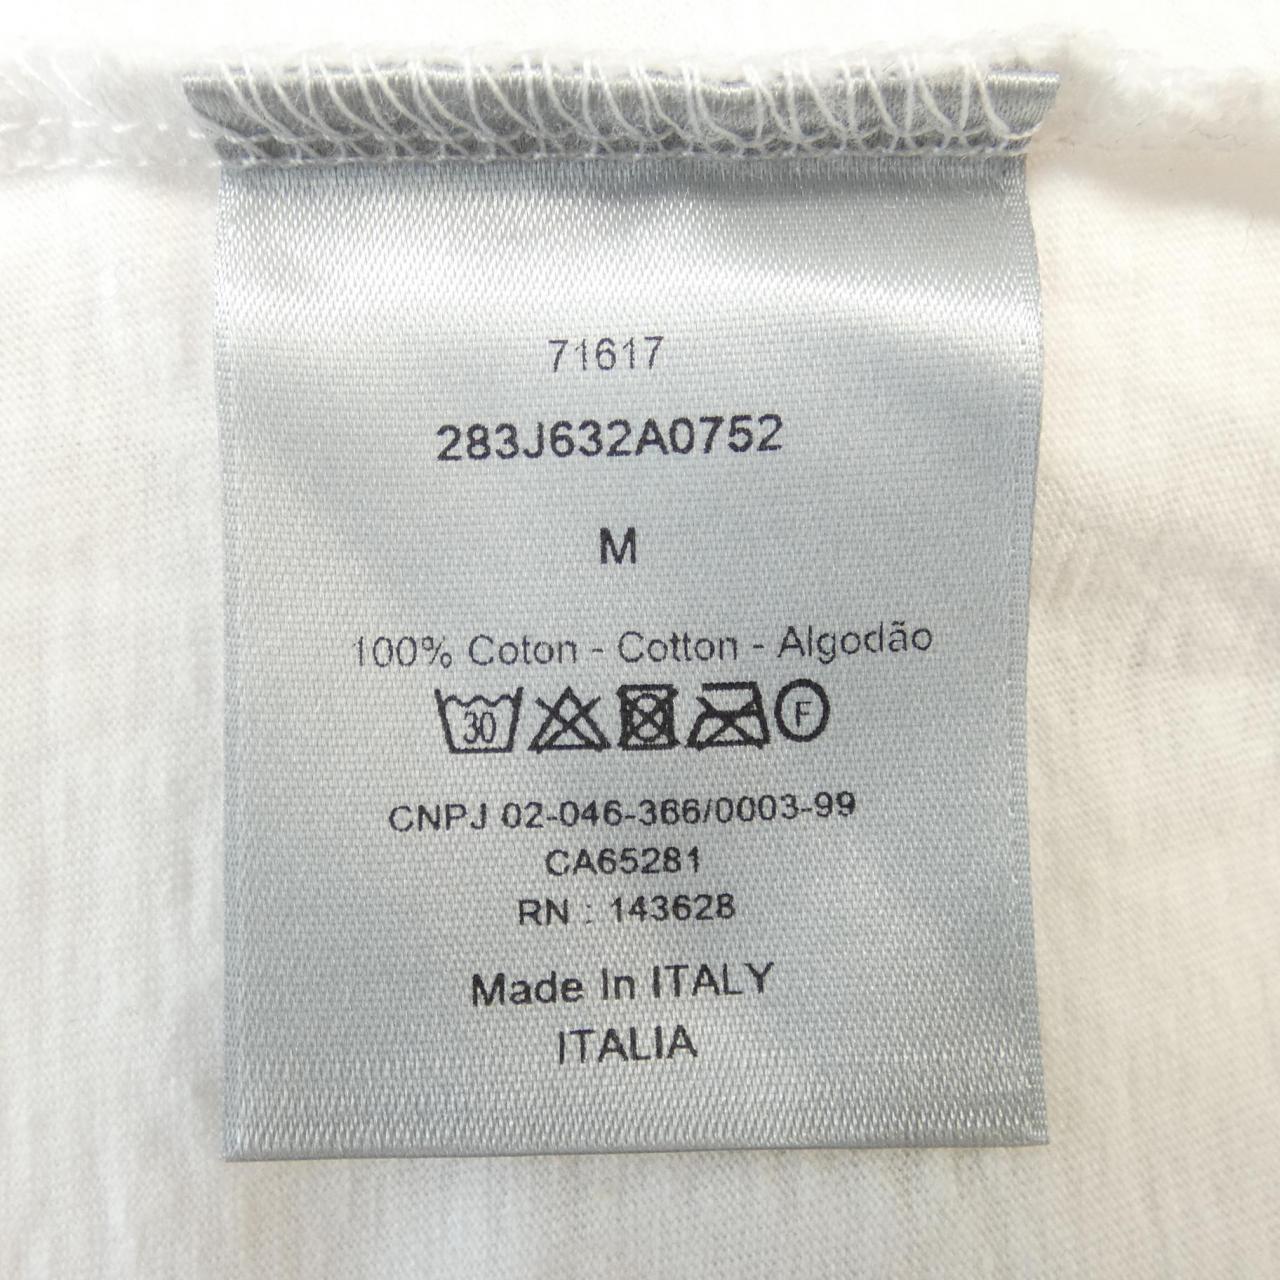 71617
283J632A0752
M
100% Coton - Cotton - Algodão
30 F
CNPJ 02-046-366/0003-99
CA65281
RN : 143628
Made In ITALY
ITALIA